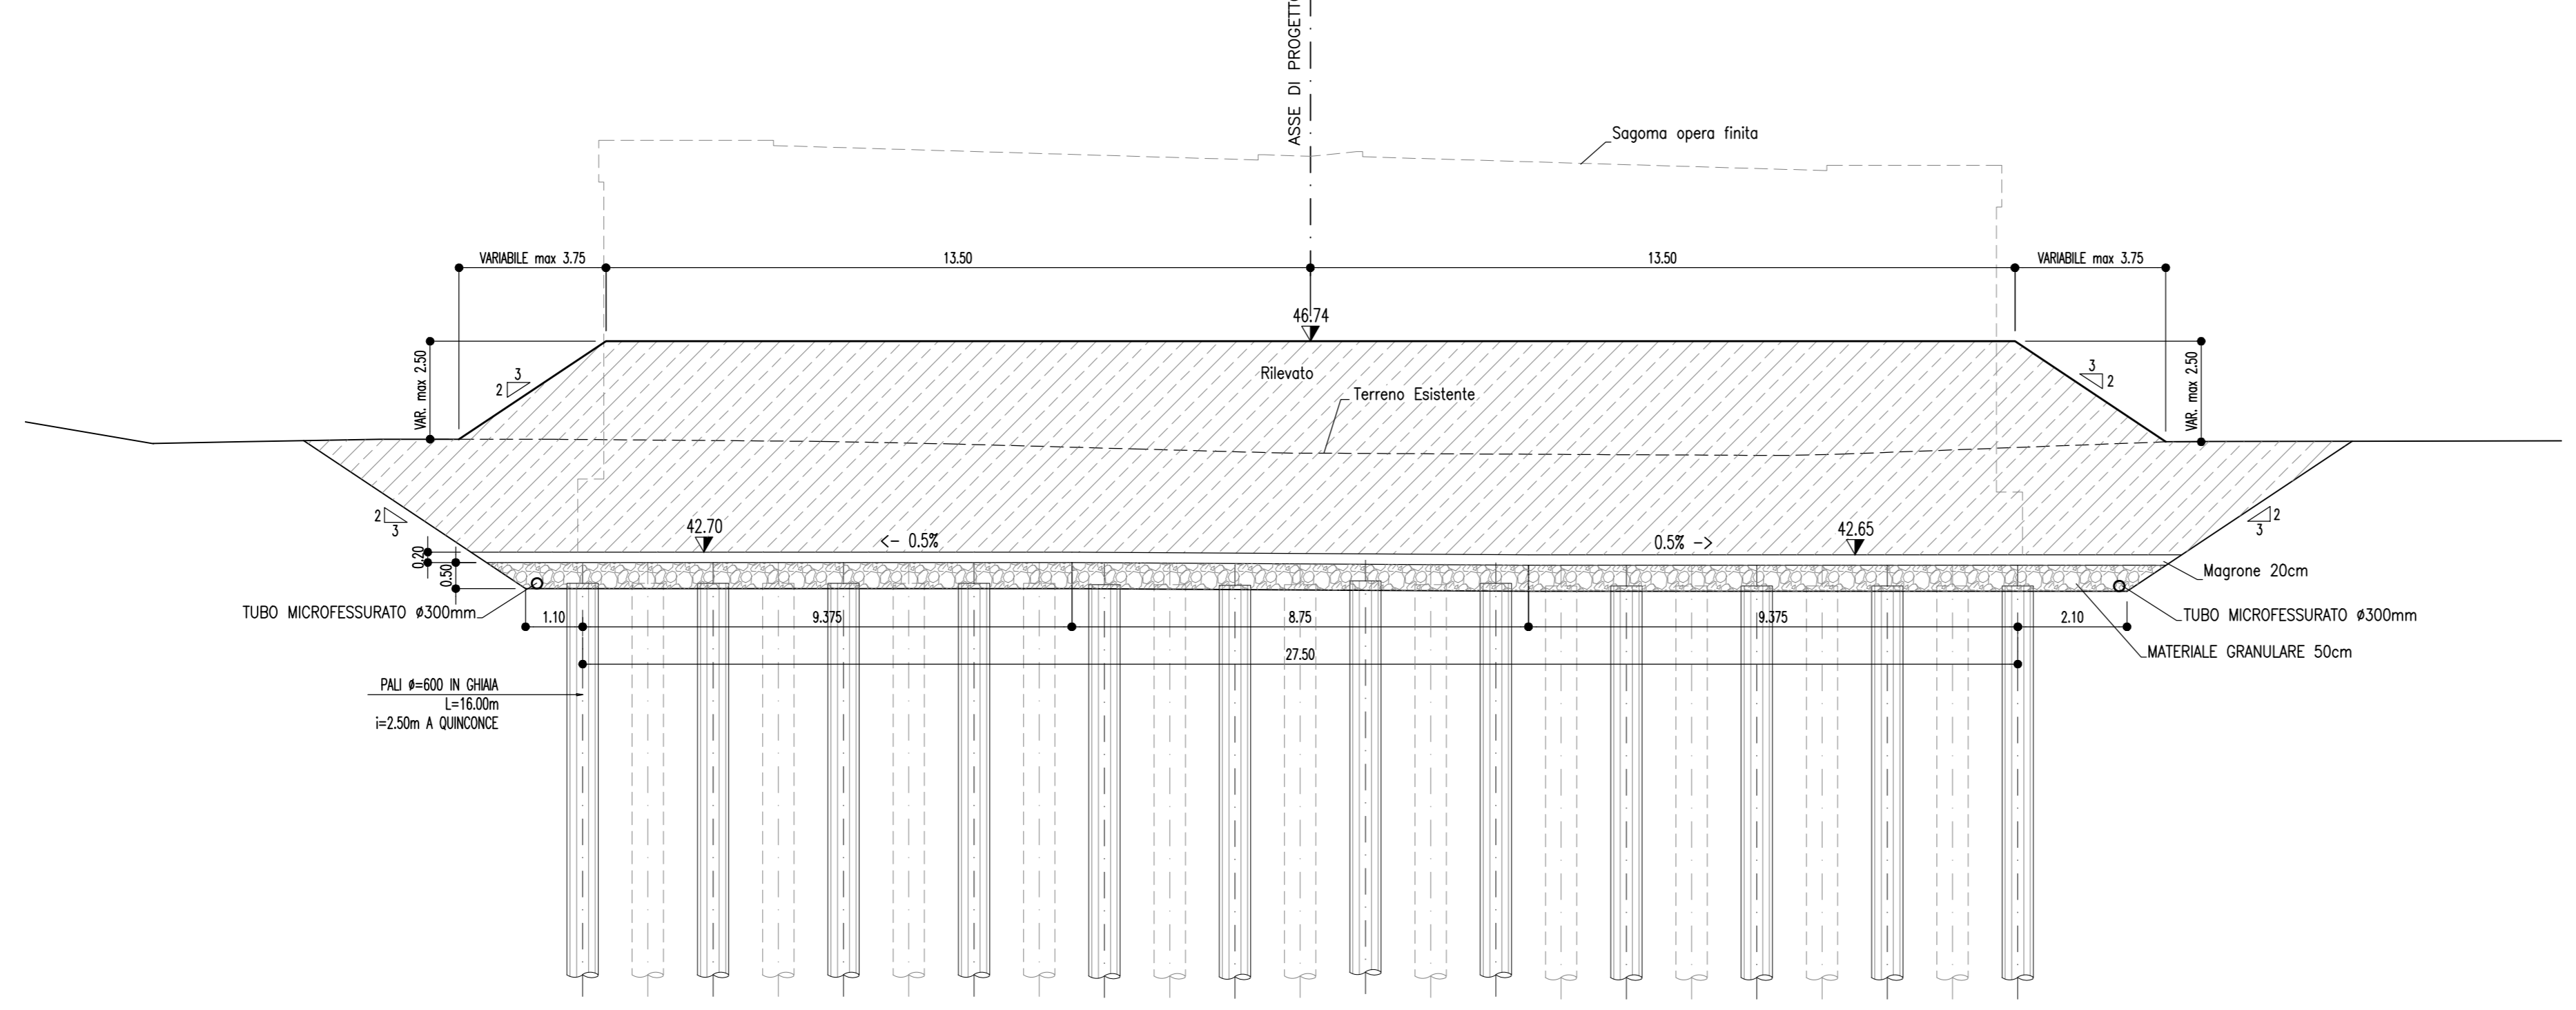 ASSE DI PROGETTO
Sagoma opera finita
VARIABILE max 3.75
13.50
13.50
VARIABILE max 3.75
46.74
VAR. max 2.50
3
2
Rilevato
Terreno Esistente
3
2
VAR. max 2.50
2
3
42.70
<- 0.5%
0.5% ->
42.65
2
3
0.20
0.50
Magrone 20cm
TUBO MICROFESSURATO ø300mm
1.10
9.375
8.75
9.375
2.10
TUBO MICROFESSURATO ø300mm
MATERIALE GRANULARE 50cm
27.50
PALI ø=600 IN GHIAIA
L=16.00m
i=2.50m A QUINCONCE